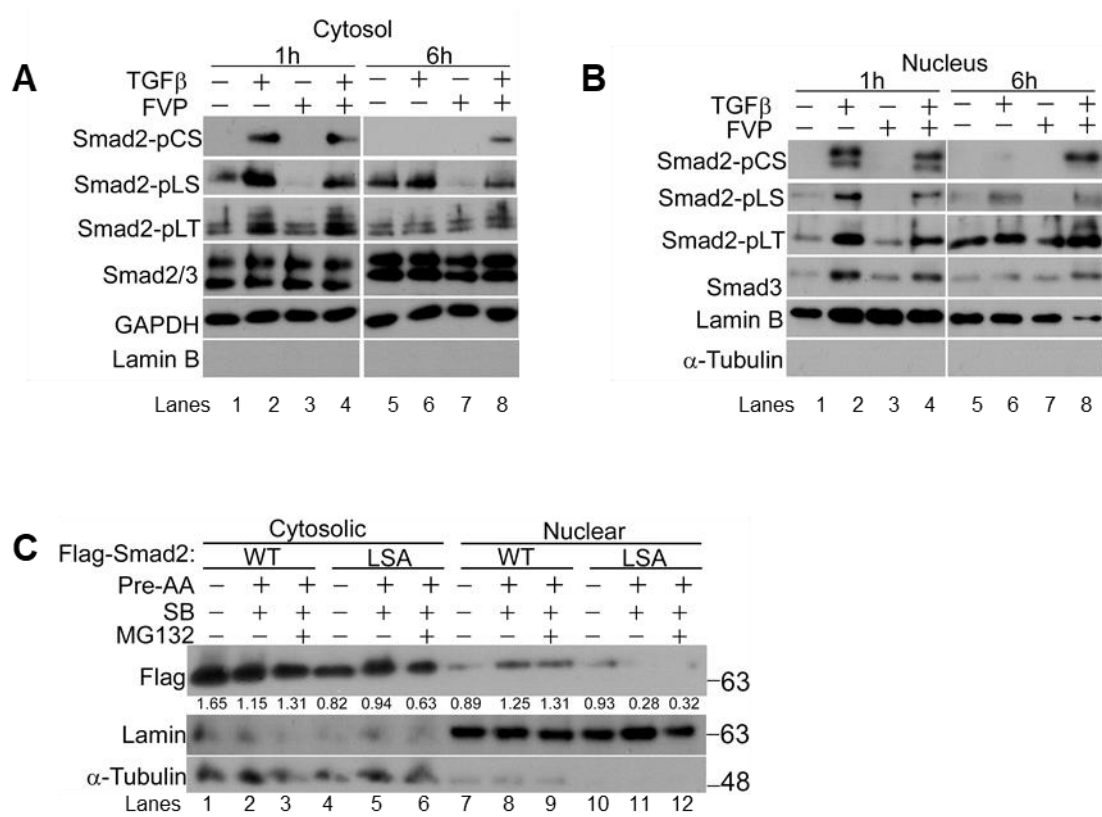 A
Cytosol
1h 6h
TGFβ − + − + − + − +
FVP − − + + − − + +
Smad2-pCS
Smad2-pLS
Smad2-pLT
Smad2/3
GAPDH
Lamin B
Lanes 1 2 3 4 5 6 7 8
B
Nucleus
1h 6h
TGFβ − + − + − + − +
FVP − − + + − − + +
Smad2-pCS
Smad2-pLS
Smad2-pLT
Smad3
Lamin B
α-Tubulin
Lanes 1 2 3 4 5 6 7 8
C
Cytosolic Nuclear
Flag-Smad2: WT LSA WT LSA
Pre-AA − + + − + + − + + − + +
SB − + + − + + − + + − + +
MG132 − − + − − + − − + − − +
Flag −63
1.65 1.15 1.31 0.82 0.94 0.63 0.89 1.25 1.31 0.93 0.28 0.32
Lamin −63
α-Tubulin −48
Lanes 1 2 3 4 5 6 7 8 9 10 11 12